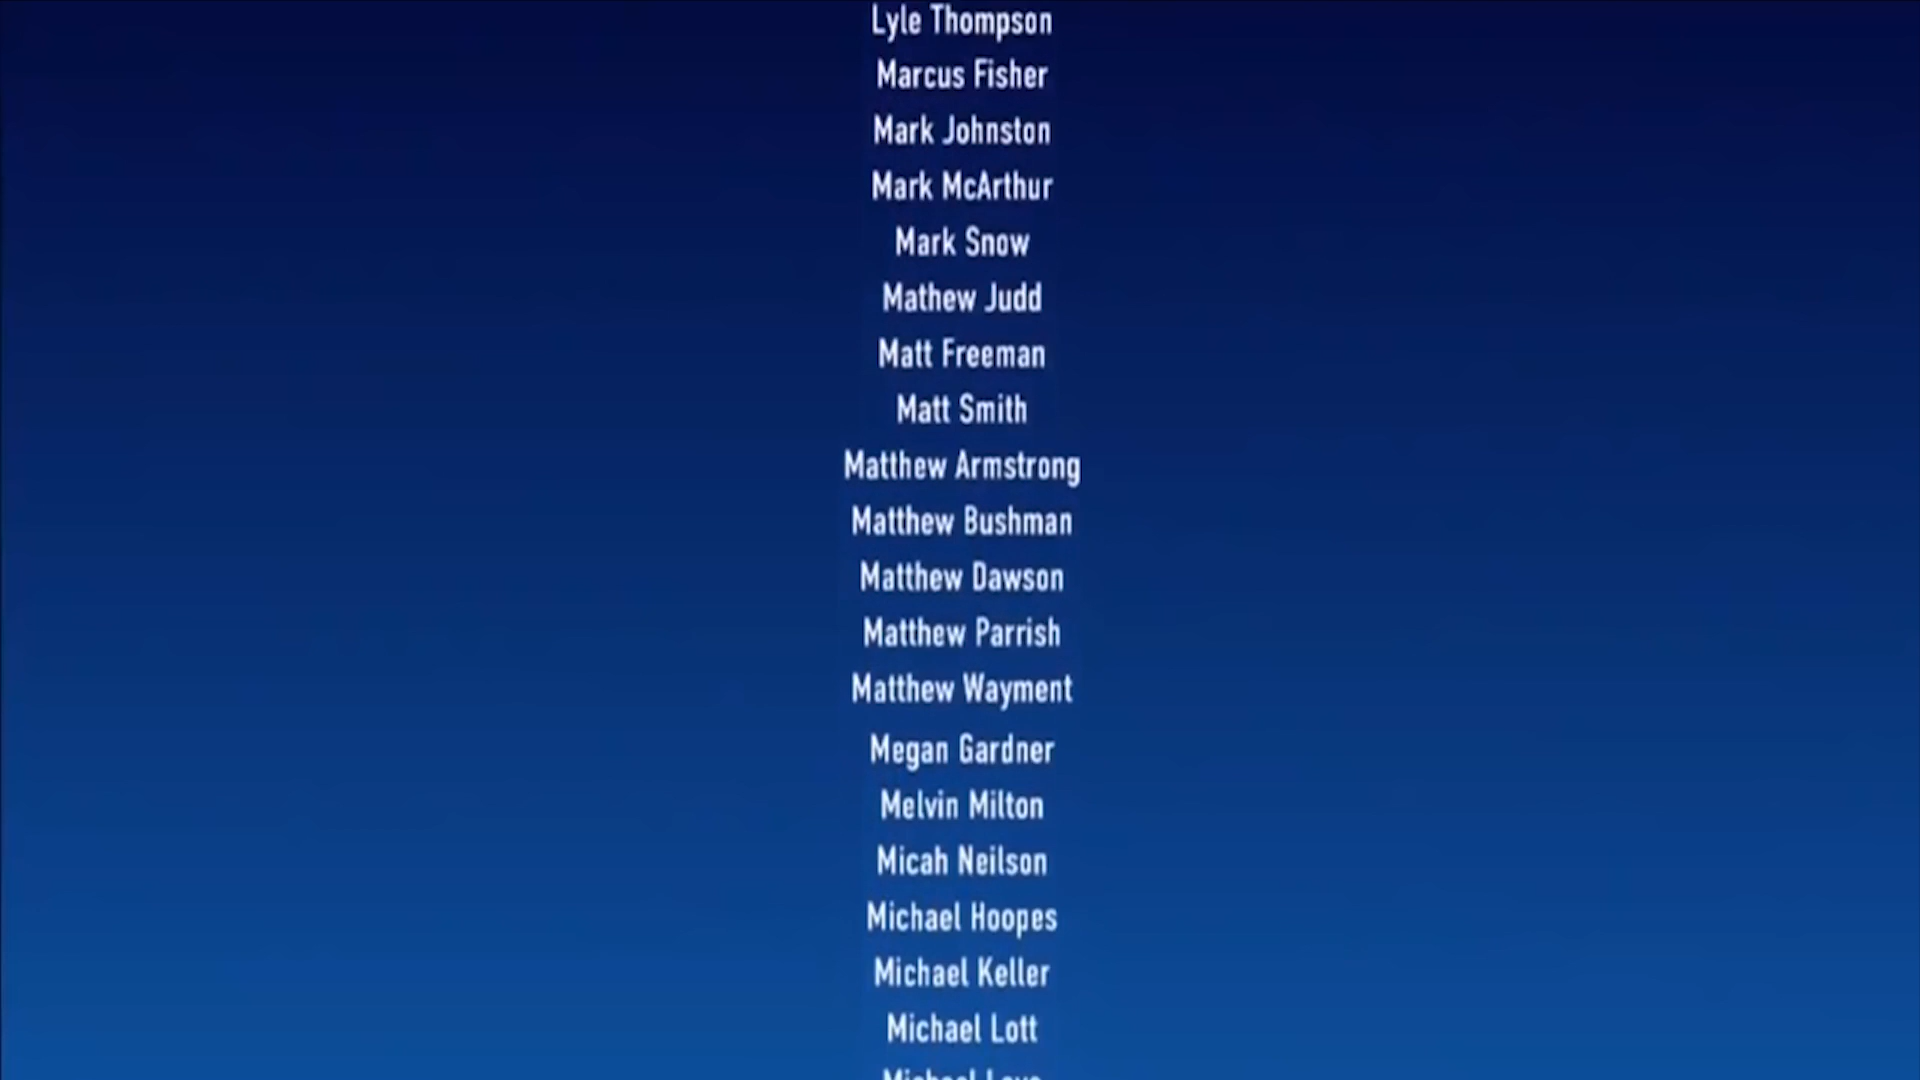 Lyle Thompson
Marcus Fisher
Mark Johnston
Mark McArthur
Mark Snow
Mathew Judd
Matt Freeman
Matt Smith
Matthew Armstrong
Matthew Bushman
Matthew Dawson
Matthew Parrish
Matthew Wayment
Megan Gardner
Melvin Milton
Micah Neilson
Michael Hoopes
Michael Keller
Michael Lott
Michael